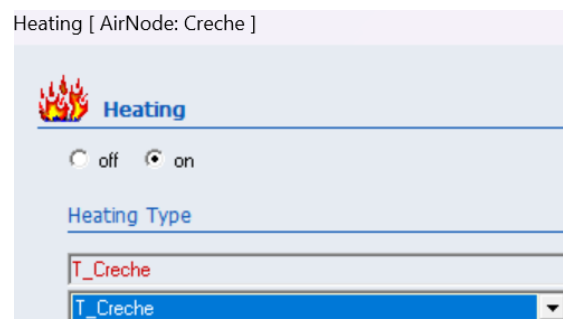 Heating [ AirNode: Creche ]
Heating
off on
Heating Type
T_Creche
T_Creche